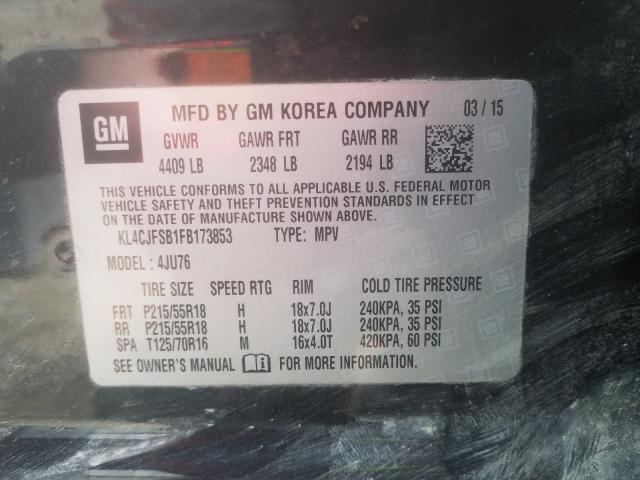 GM
MFD BY GM KOREA COMPANY 03 / 15
GVWR GAWR FRT GAWR RR
4409 LB 2348 LB 2194 LB
THIS VEHICLE CONFORMS TO ALL APPLICABLE U.S. FEDERAL MOTOR
VEHICLE SAFETY AND THEFT PREVENTION STANDARDS IN EFFECT
ON THE DATE OF MANUFACTURE SHOWN ABOVE.
KL4CJFSB1FB173853 TYPE: MPV
MODEL : 4JU76
TIRE SIZE SPEED RTG RIM COLD TIRE PRESSURE
FRT P215/55R18 H 18x7.0J 240KPA, 35 PSI
RR P215/55R18 H 18x7.0J 240KPA, 35 PSI
SPA T125/70R16 M 16x4.0T 420KPA, 60 PSI
SEE OWNER'S MANUAL FOR MORE INFORMATION.